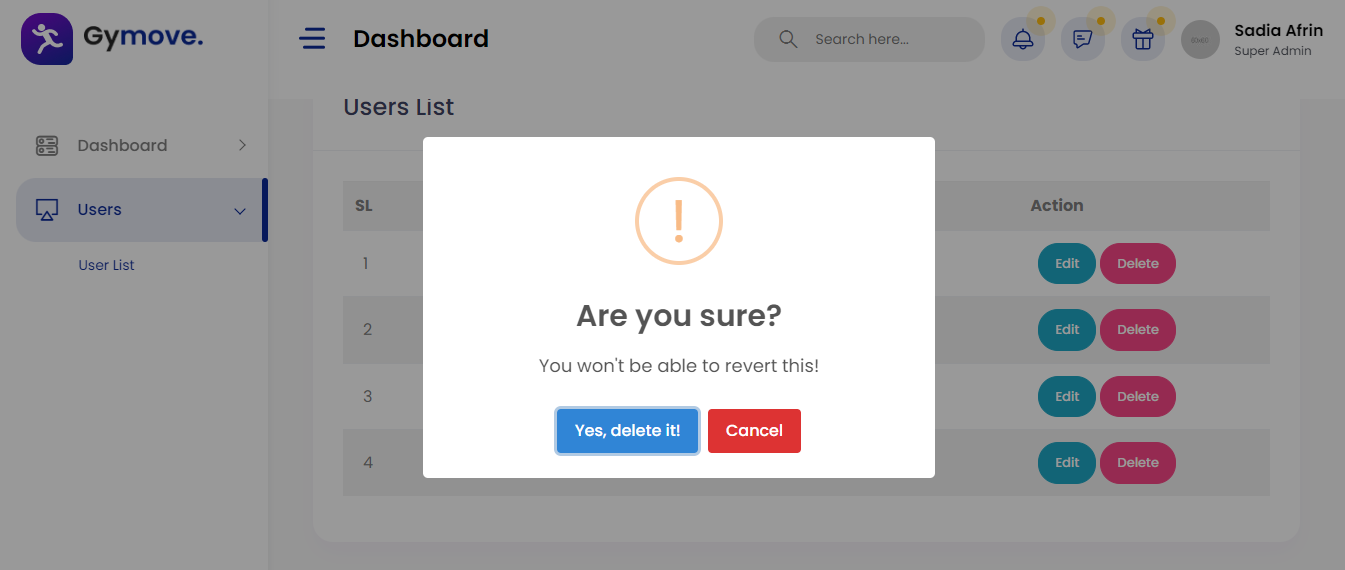 Gymove.
Dashboard
Search here...
Sadia Afrin
Super Admin
Dashboard
Users
User List
Users List
SL
Action
1
Edit
Delete
2
Edit
Delete
3
Edit
Delete
4
Edit
Delete
!
Are you sure?
You won't be able to revert this!
Yes, delete it!
Cancel